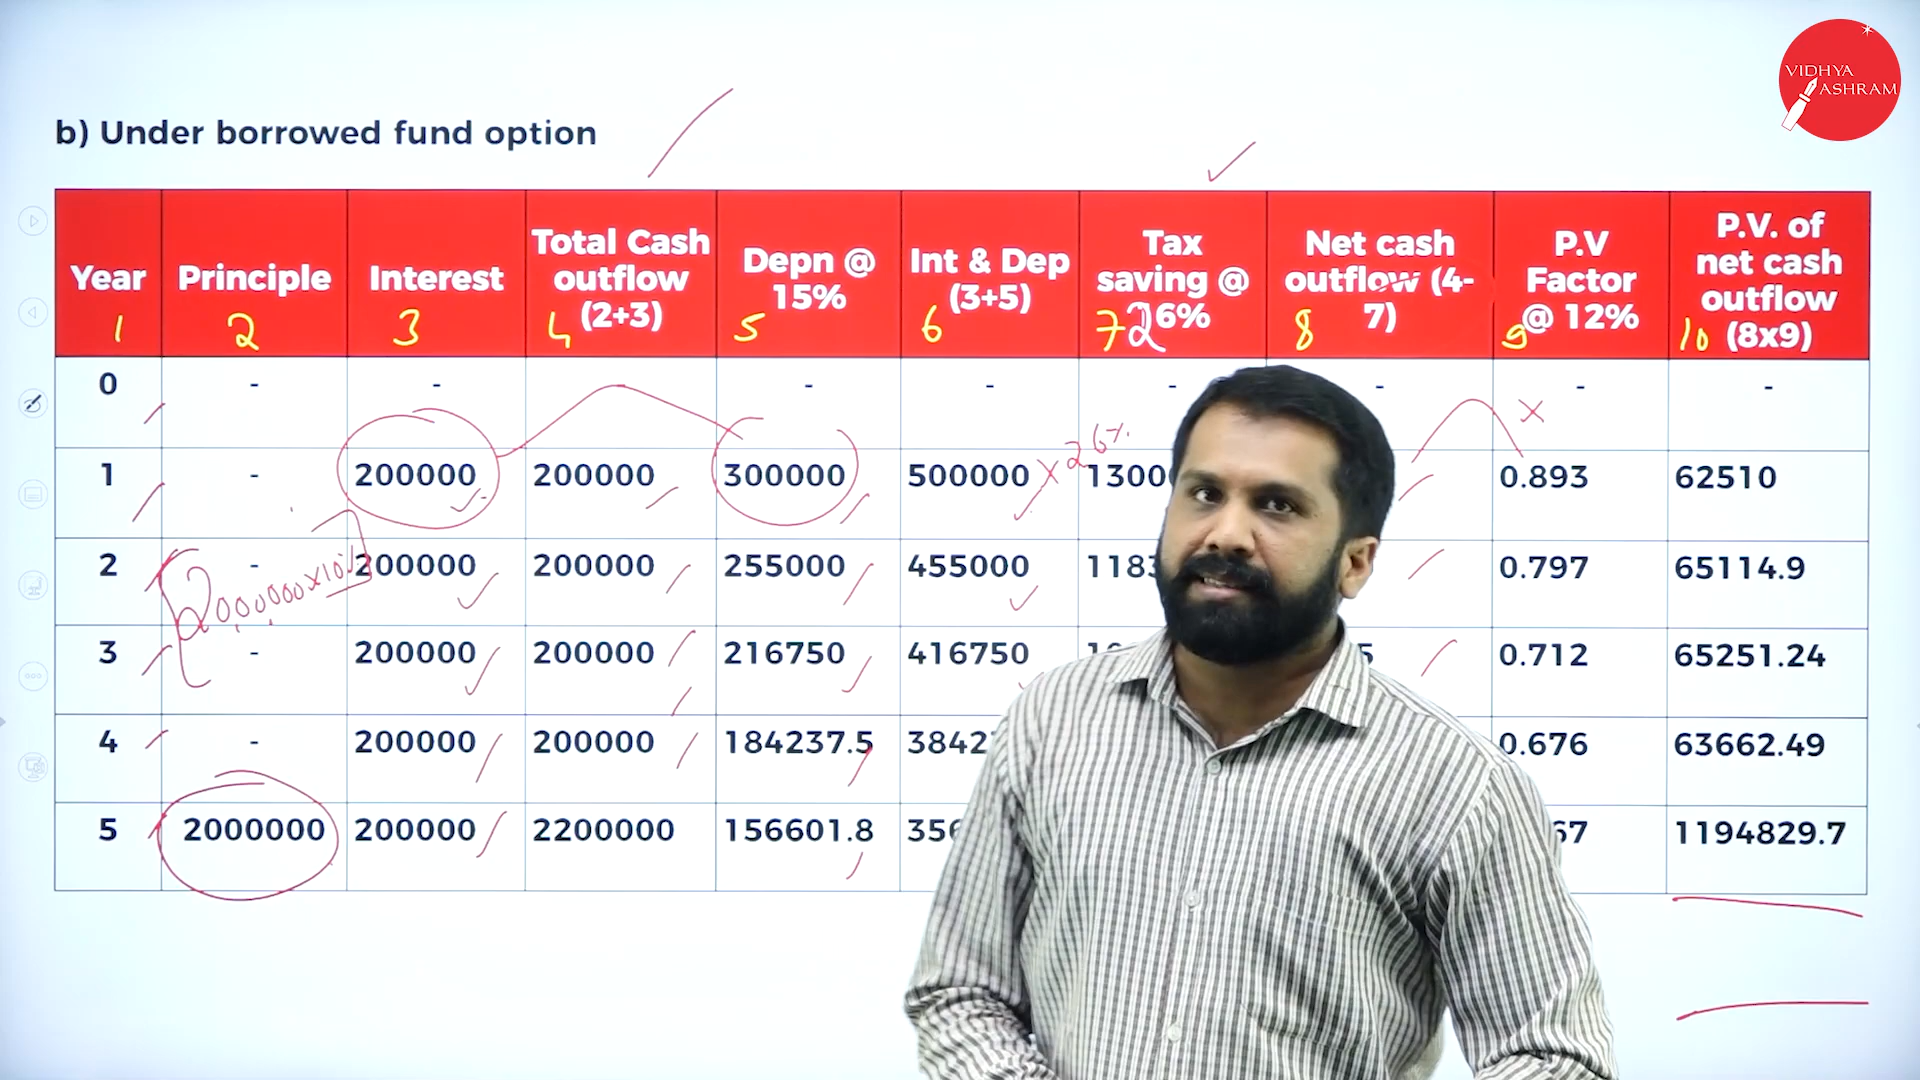 VIDHYA
ASHRAM
b) Under borrowed fund option
Year Principle Interest Total Cash outflow (2+3) Depn @ 15% Int & Dep (3+5) Tax saving @ 26% Net cash outflow (4-7) P.V Factor @ 12% P.V. of net cash outflow (8x9)
1 2 3 4 5 6 7 8 9 10
0 - - - - - - - -
26%
1 - 200000 200000 300000 500000 x 0.893 62510
2 - 200000 200000 255000 455000 0.797 65114.9
2000000x10%
3 - 200000 200000 216750 416750 0.712 65251.24
4 - 200000 200000 184237.5 0.676 63662.49
5 2000000 200000 2200000 156601.8 1194829.7